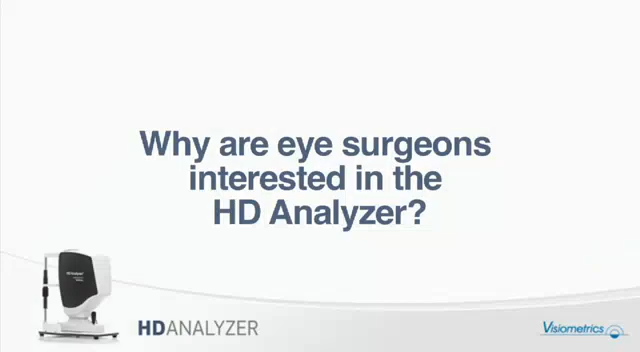 Why are eye surgeons
interested in the
HD Analyzer?
HDANALYZER
Visiometrics